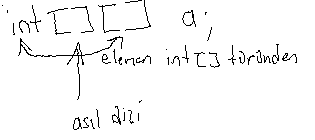 int [] [] a;
eleman int [] türünden
asıl dizi